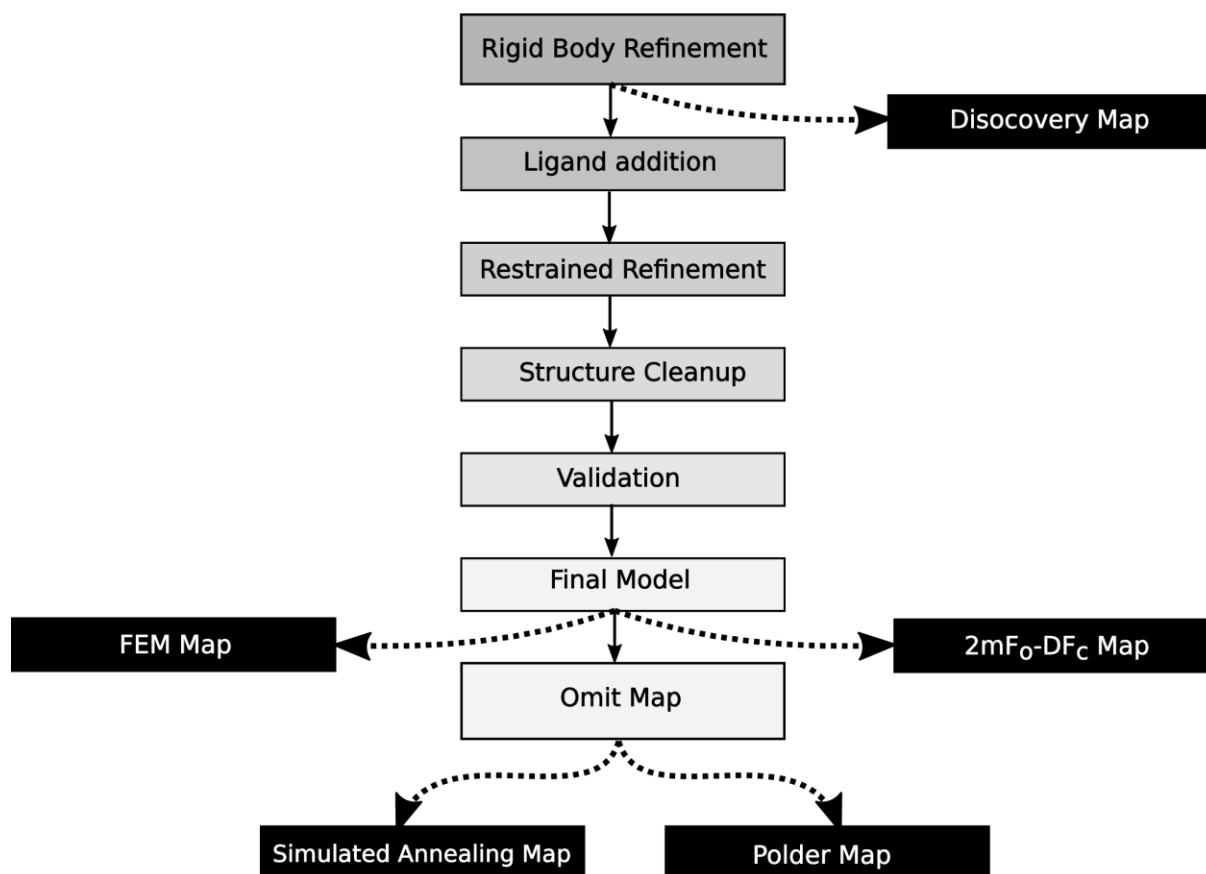 Rigid Body Refinement
Disocovery Map
Ligand addition
Restrained Refinement
Structure Cleanup
Validation
Final Model
FEM Map
2mFo-DFc Map
Omit Map
Simulated Annealing Map
Polder Map